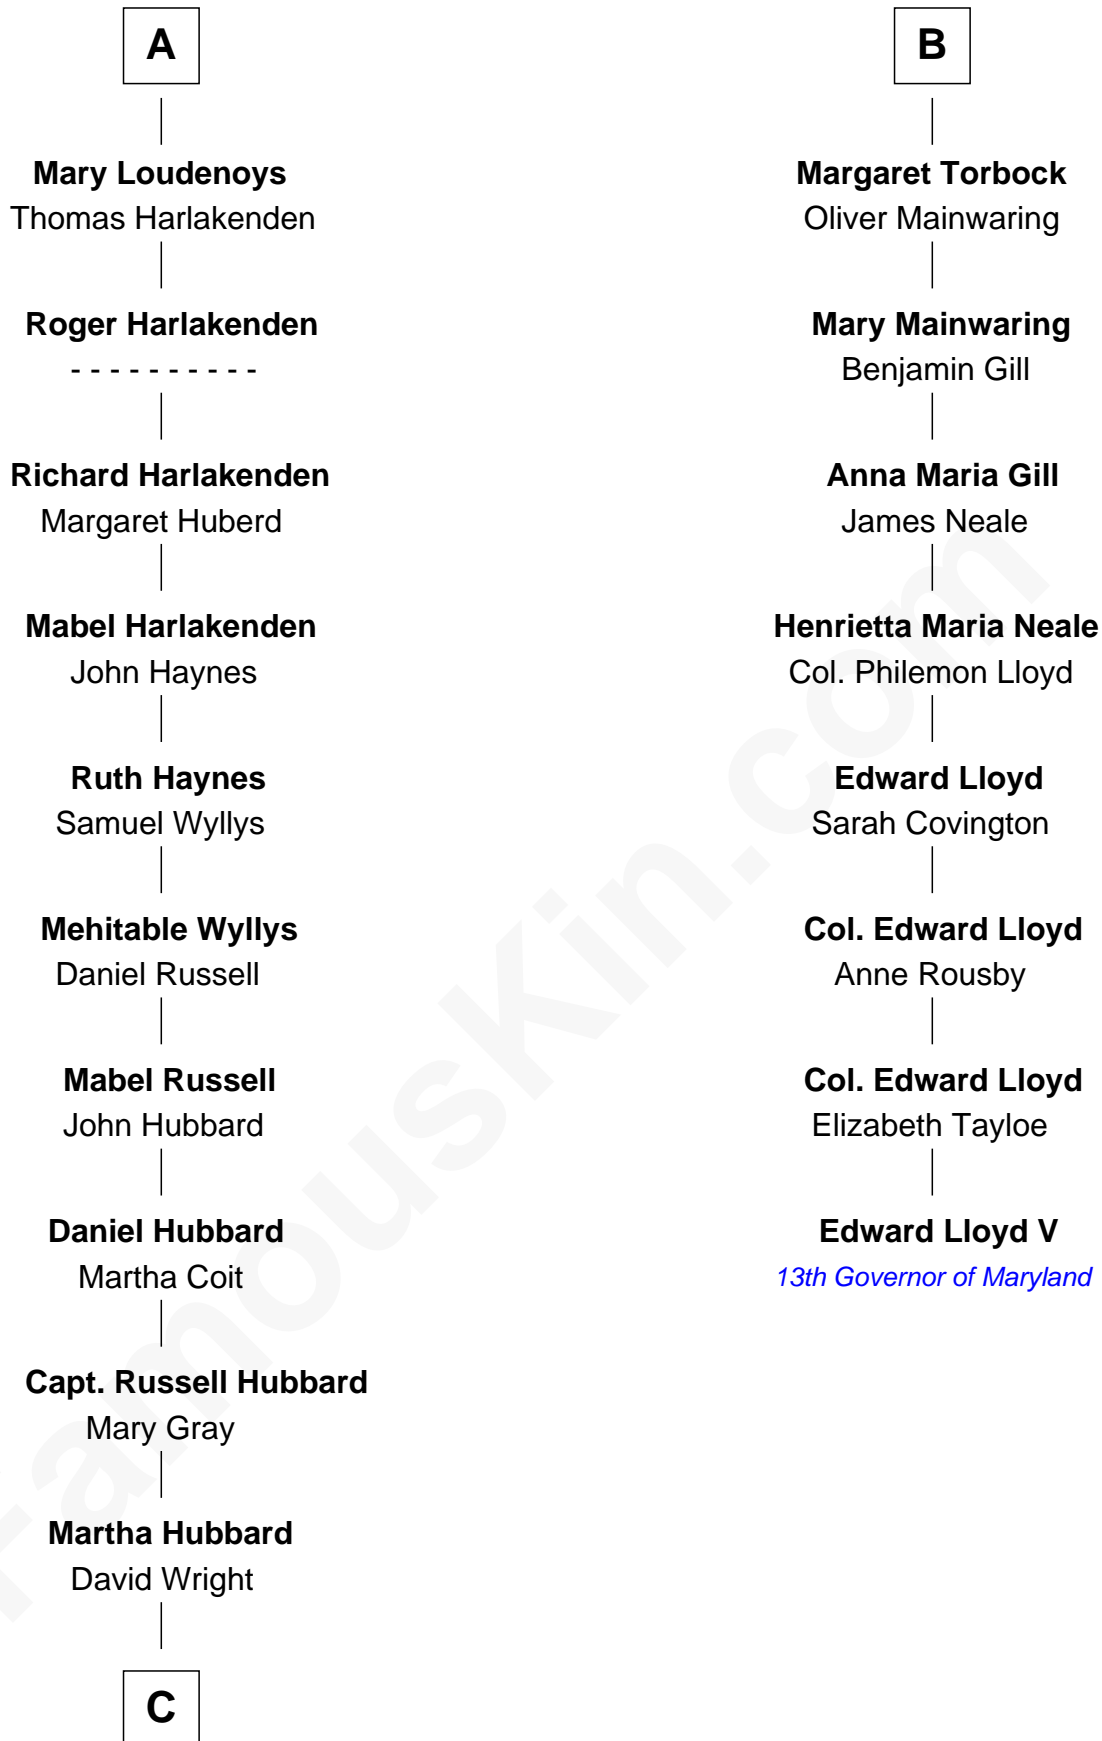 A
Mary Loudenoys
Thomas Harlakenden
Roger Harlakenden
- - - - - - - - - -
Richard Harlakenden
Margaret Huberd
Mabel Harlakenden
John Haynes
Ruth Haynes
Samuel Wyllys
Mehitable Wyllys
Daniel Russell
Mabel Russell
John Hubbard
Daniel Hubbard
Martha Coit
Capt. Russell Hubbard
Mary Gray
Martha Hubbard
David Wright
C
B
Margaret Torbock
Oliver Mainwaring
Mary Mainwaring
Benjamin Gill
Anna Maria Gill
James Neale
Henrietta Maria Neale
Col. Philemon Lloyd
Edward Lloyd
Sarah Covington
Col. Edward Lloyd
Anne Rousby
Col. Edward Lloyd
Elizabeth Tayloe
Edward Lloyd V
13th Governor of Maryland
FamousKin.com